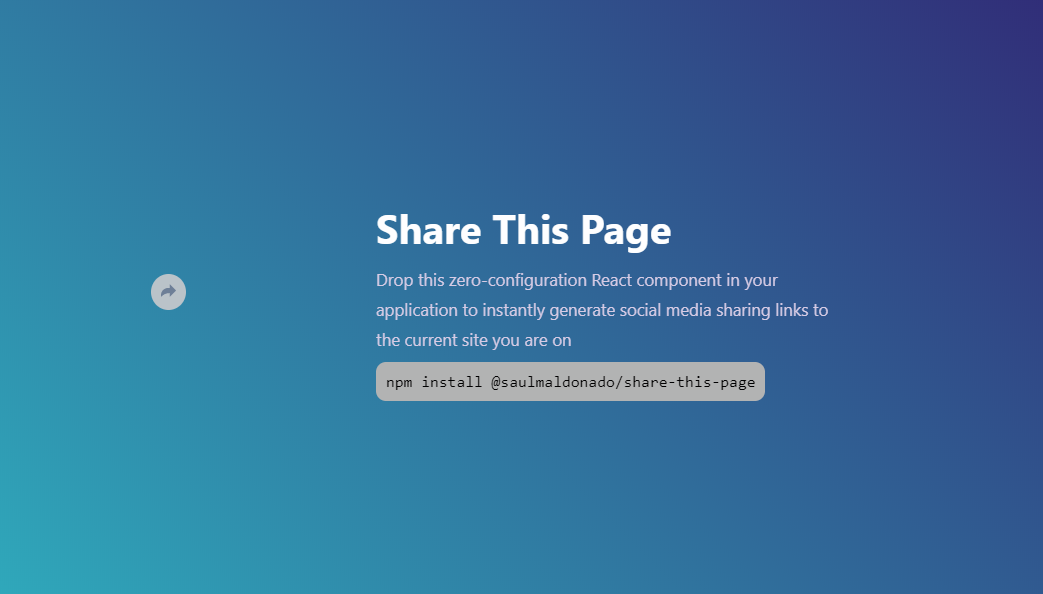 Share This Page
Drop this zero-configuration React component in your
application to instantly generate social media sharing links to
the current site you are on
npm install @saulmaldonado/share-this-page